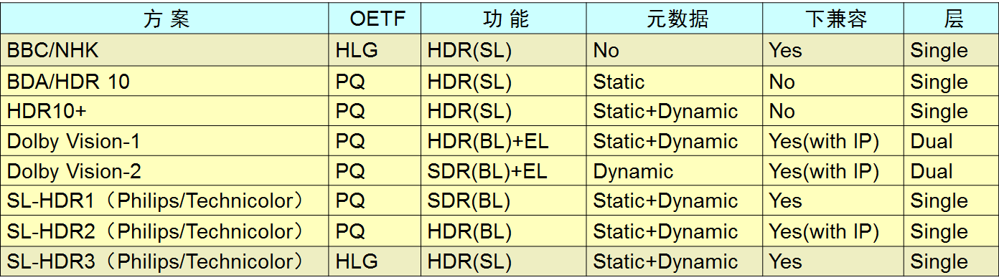 方 案 OETF 功 能 元数据 下兼容 层
BBC/NHK HLG HDR(SL) No Yes Single
BDA/HDR 10 PQ HDR(SL) Static No Single
HDR10+ PQ HDR(SL) Static+Dynamic No Single
Dolby Vision-1 PQ HDR(BL)+EL Static+Dynamic Yes(with IP) Dual
Dolby Vision-2 PQ SDR(BL)+EL Dynamic Yes(with IP) Dual
SL-HDR1（Philips/Technicolor） PQ SDR(BL) Static+Dynamic Yes Single
SL-HDR2（Philips/Technicolor） PQ HDR(BL) Static+Dynamic Yes(with IP) Single
SL-HDR3（Philips/Technicolor） HLG HDR(SL) Static+Dynamic Yes Single